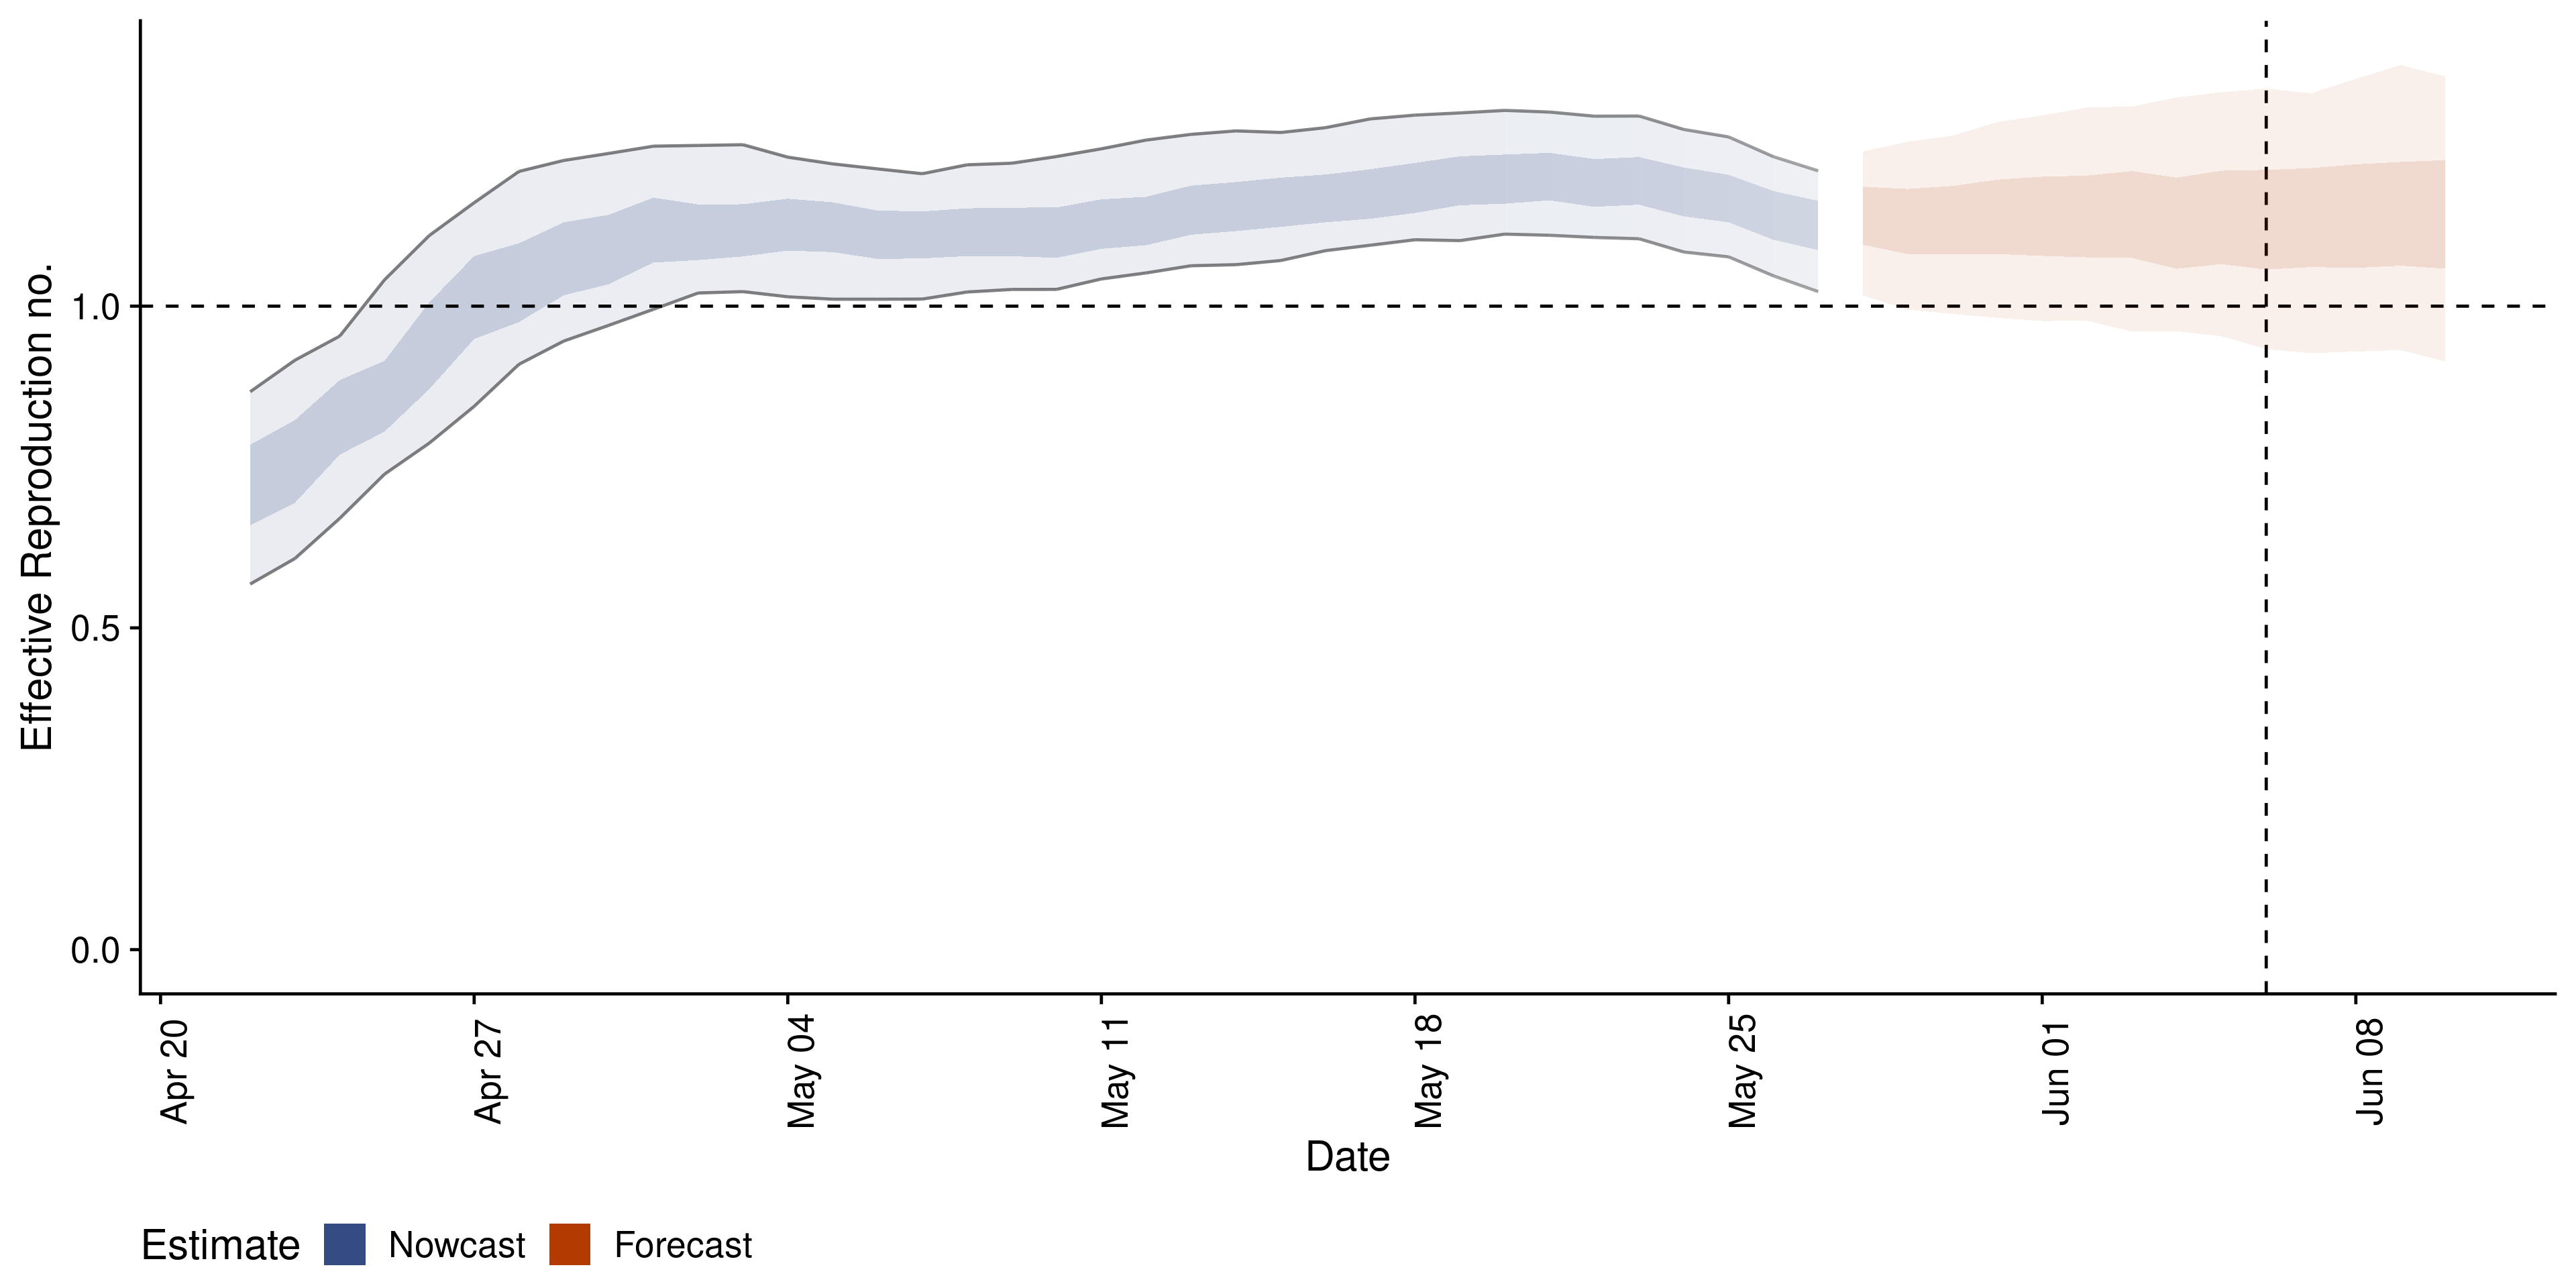 Effective Reproduction no.
1.0
0.5
0.0
Apr 20
Apr 27
May 04
May 11
May 18
May 25
Jun 01
Jun 08
Date
Estimate Nowcast Forecast